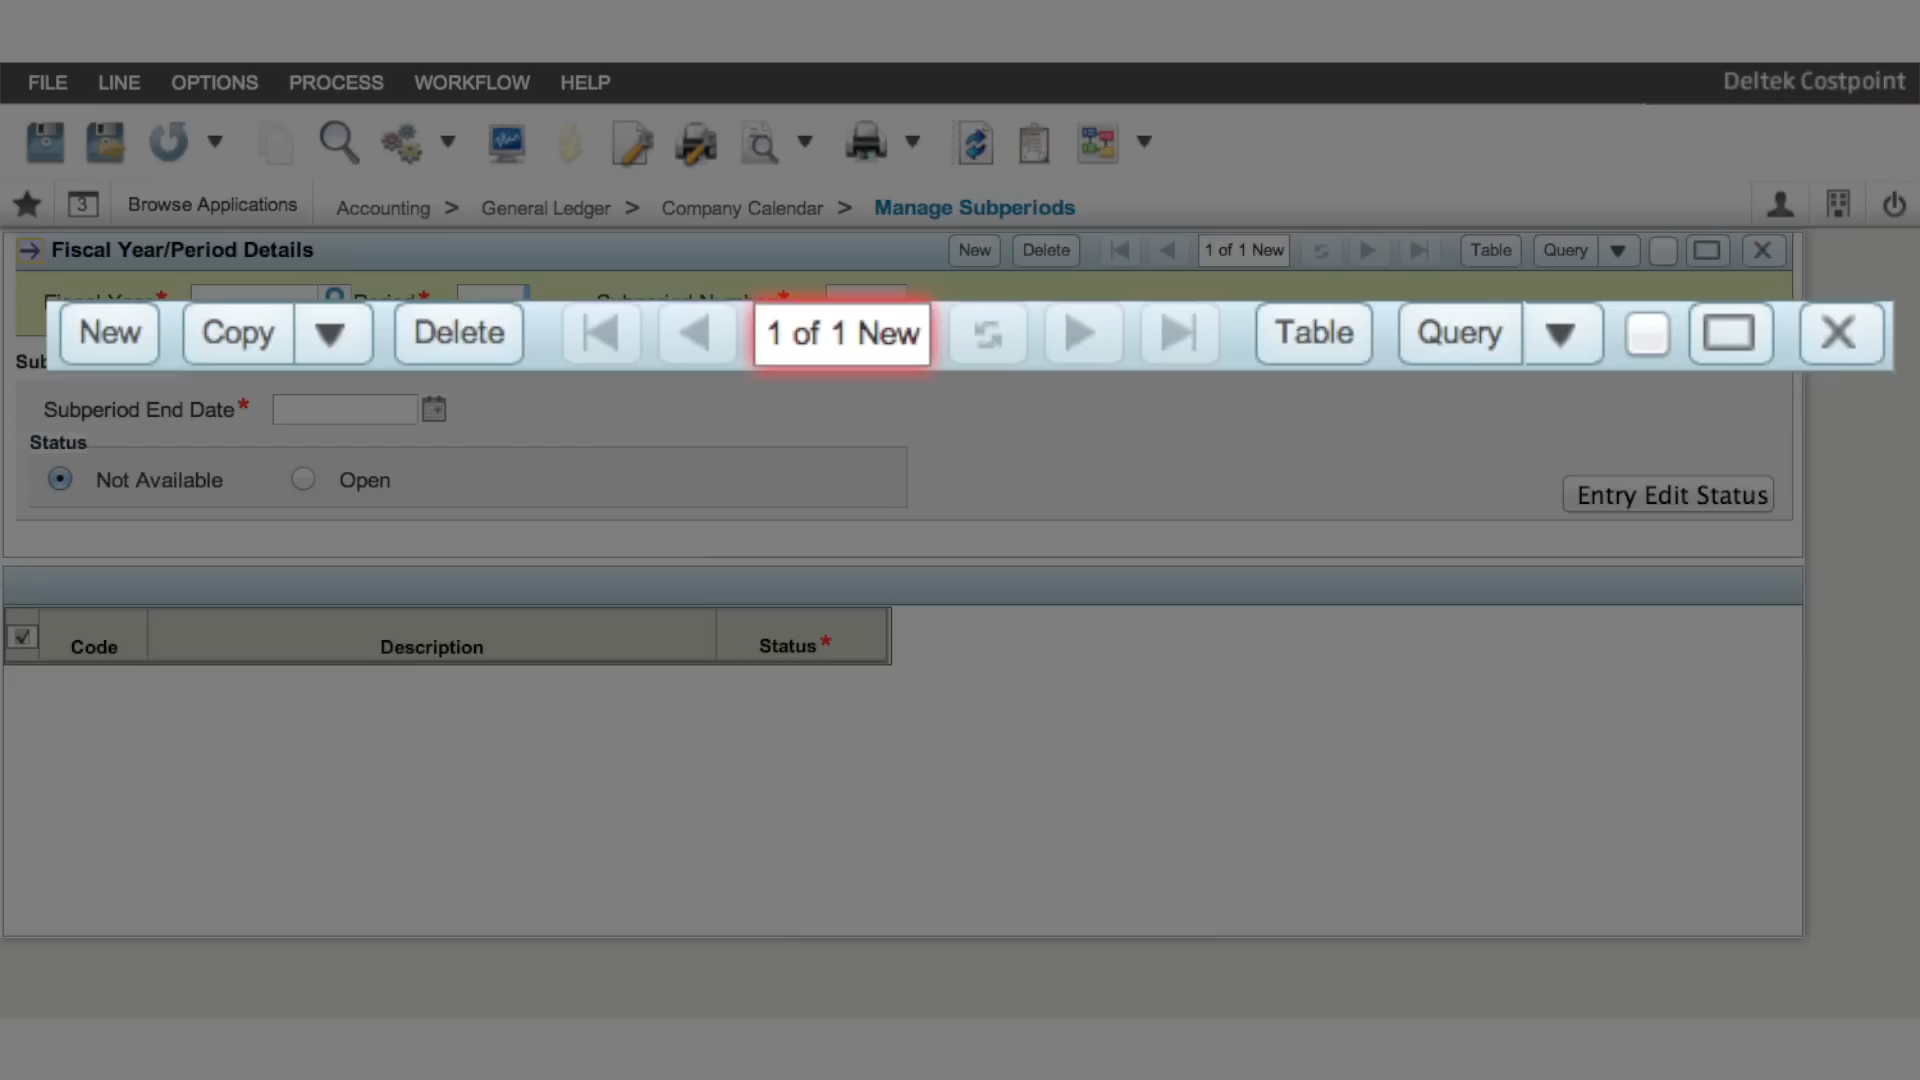 FILE LINE OPTIONS PROCESS WORKFLOW HELP Deltek Costpoint
3 Browse Applications Accounting > General Ledger > Company Calendar > Manage Subperiods
Fiscal Year/Period Details New Delete 1 of 1 New Table Query
New Copy Delete 1 of 1 New Table Query
Subperiod End Date*
Status
Not Available Open
Entry Edit Status
Code Description Status*